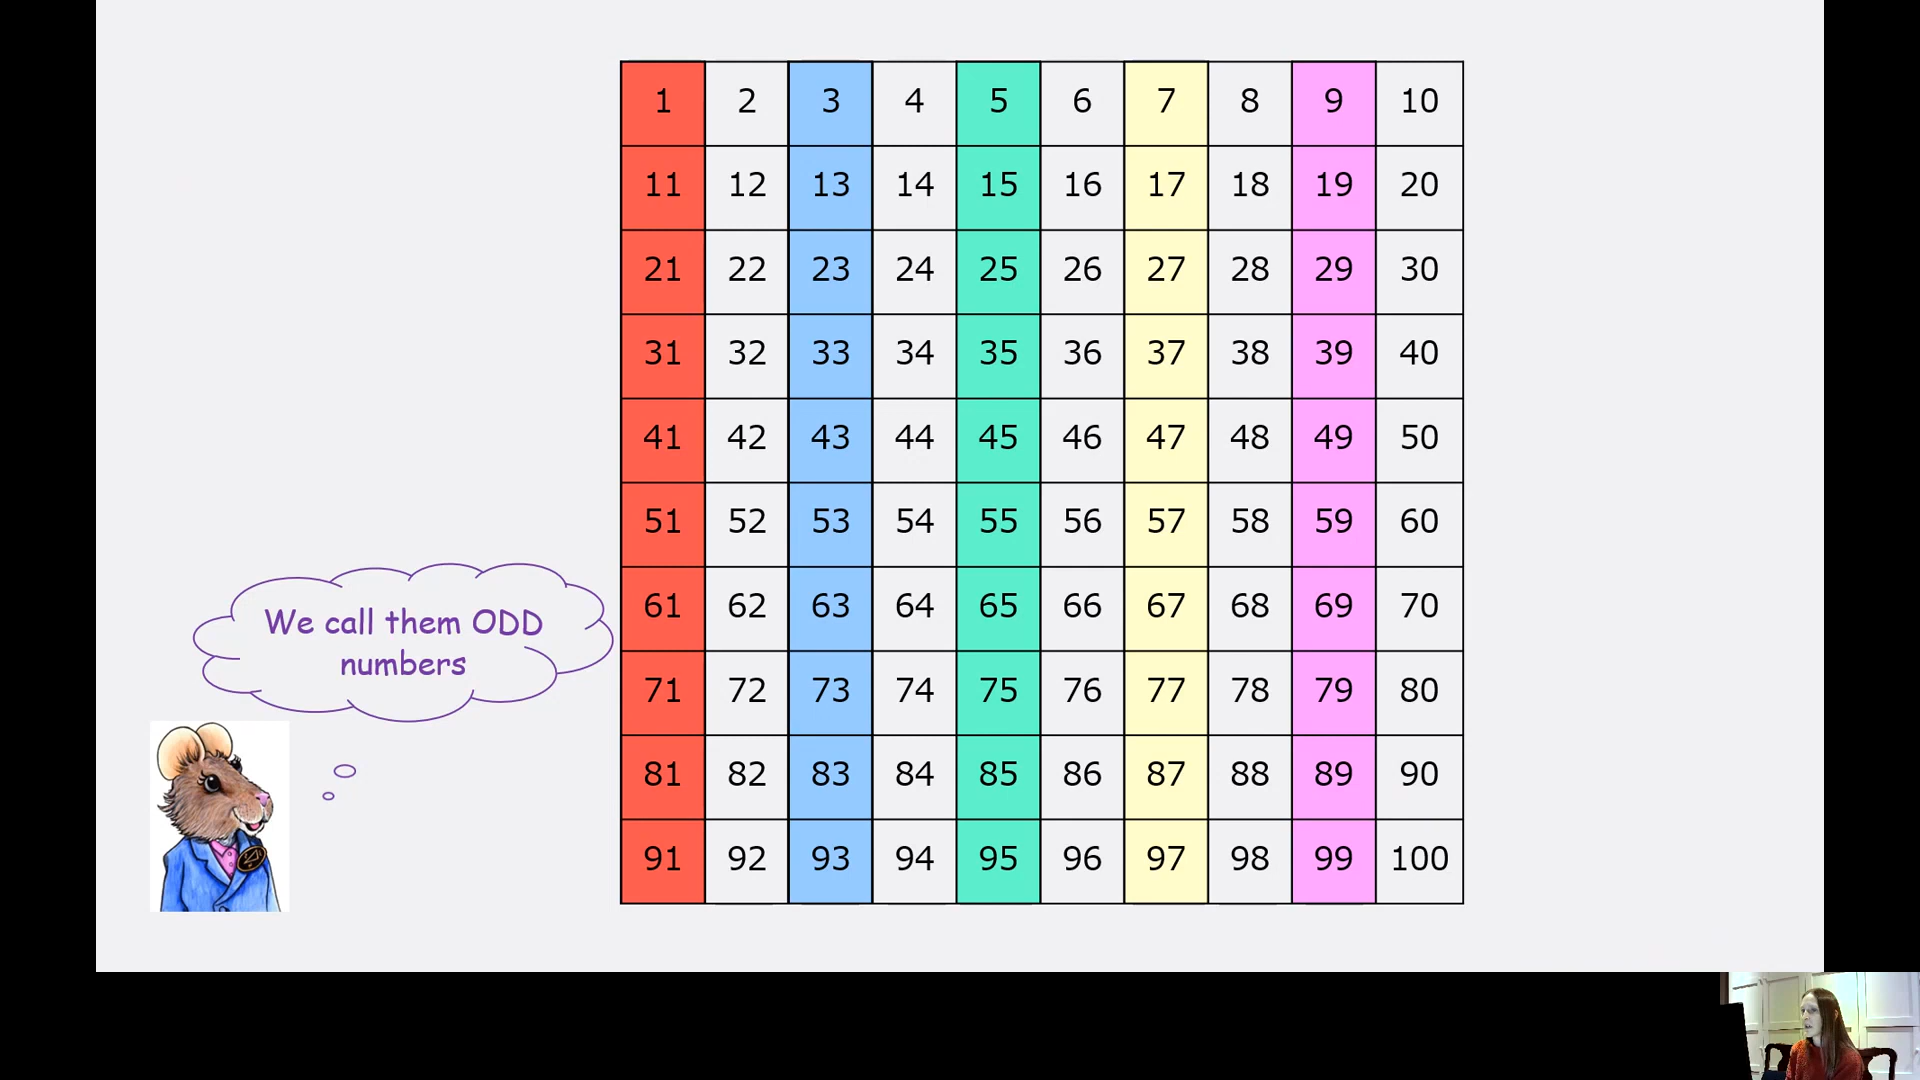 1 2 3 4 5 6 7 8 9 10
11 12 13 14 15 16 17 18 19 20
21 22 23 24 25 26 27 28 29 30
31 32 33 34 35 36 37 38 39 40
41 42 43 44 45 46 47 48 49 50
51 52 53 54 55 56 57 58 59 60
61 62 63 64 65 66 67 68 69 70
71 72 73 74 75 76 77 78 79 80
81 82 83 84 85 86 87 88 89 90
91 92 93 94 95 96 97 98 99 100
We call them ODD
numbers